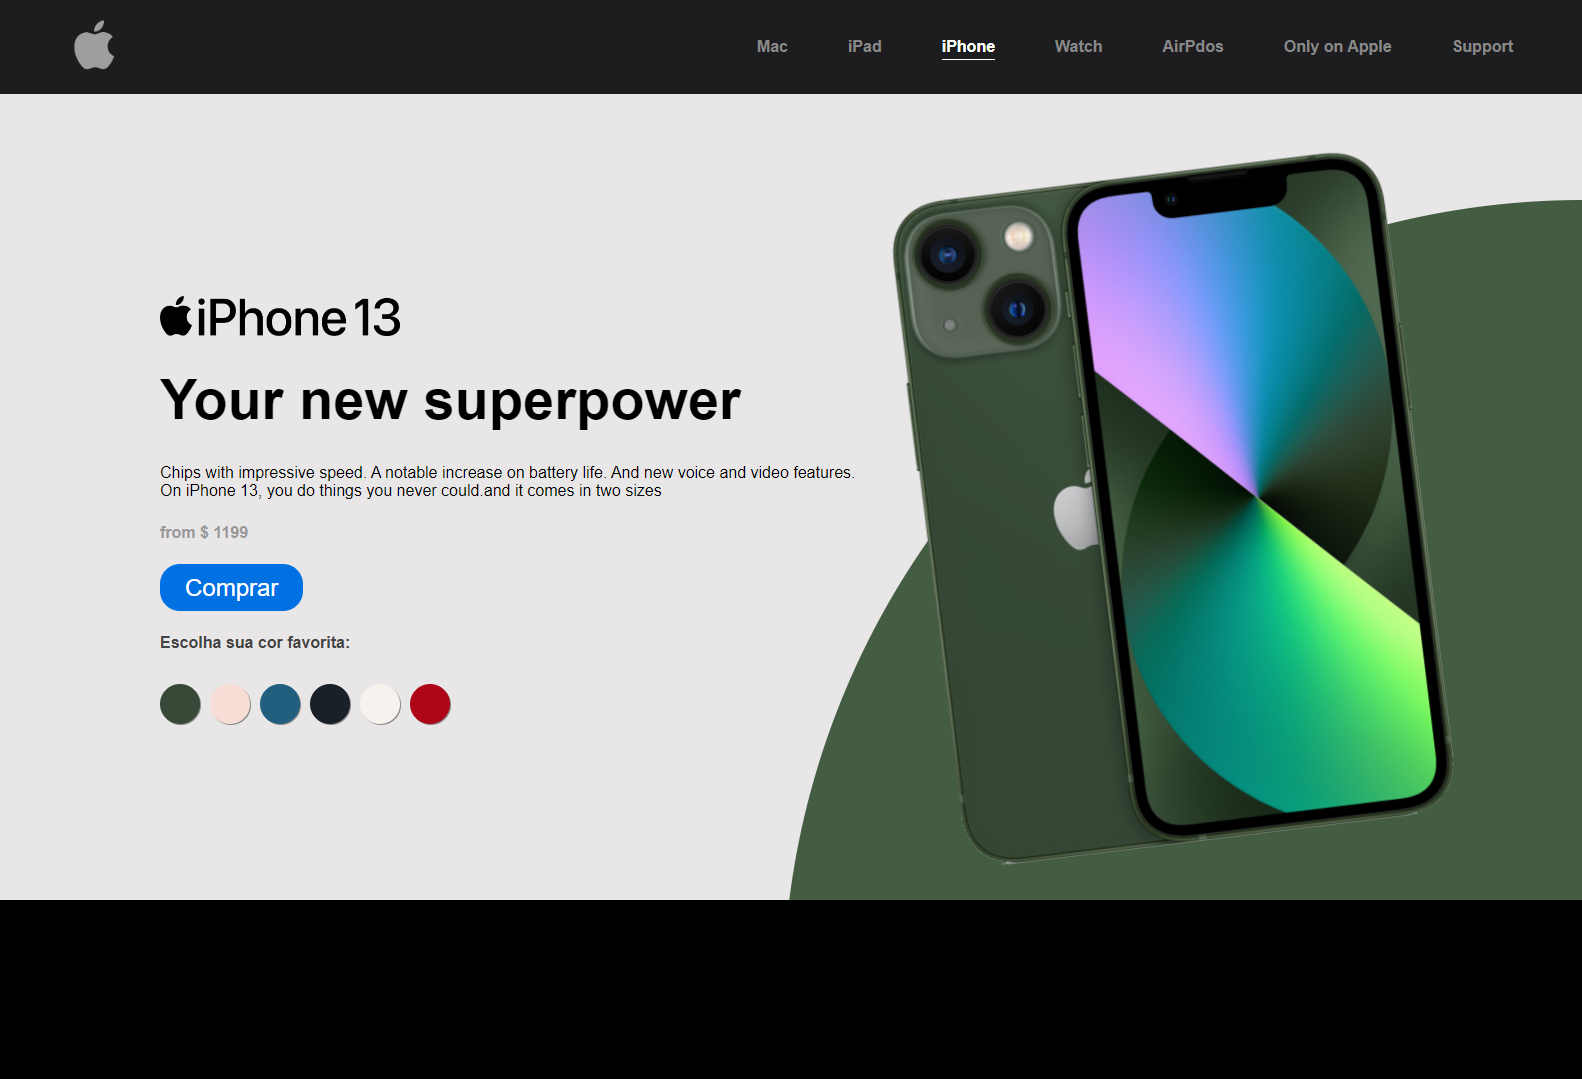 Mac iPad iPhone Watch AirPdos Only on Apple Support
iPhone 13
Your new superpower
Chips with impressive speed. A notable increase on battery life. And new voice and video features.
On iPhone 13, you do things you never could.and it comes in two sizes
from $ 1199
Comprar
Escolha sua cor favorita: